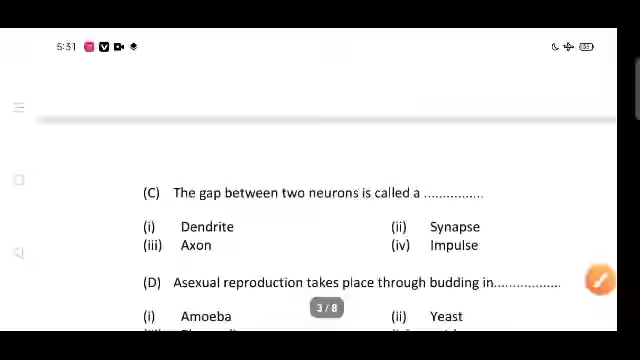 5:31
(C) The gap between two neurons is called a ................
(i) Dendrite (ii) Synapse
(iii) Axon (iv) Impulse
(D) Asexual reproduction takes place through budding in..................
3 / 8
(i) Amoeba (ii) Yeast